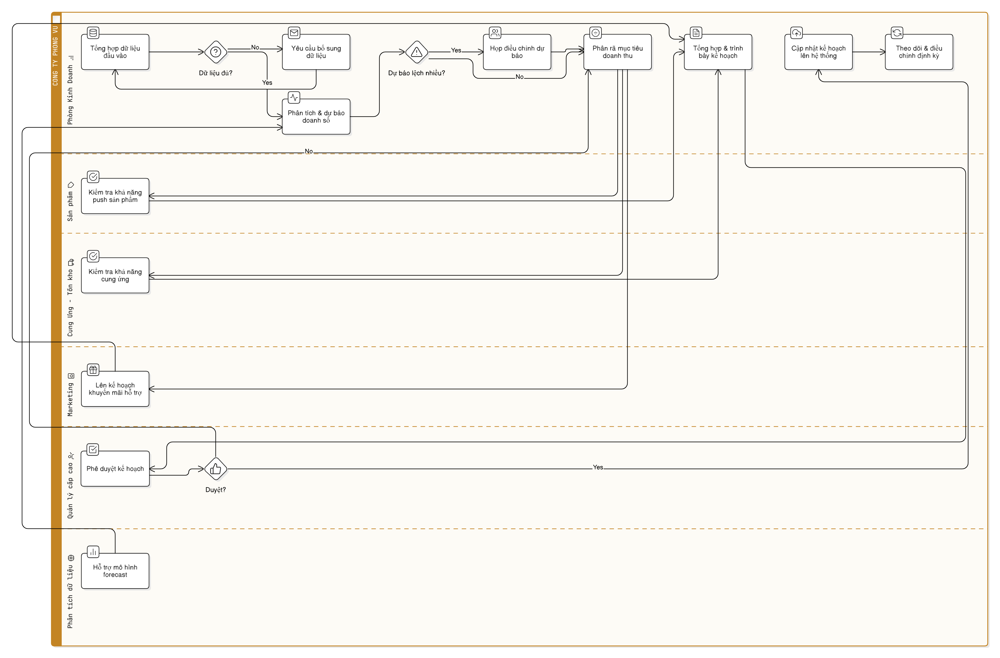 CONG TY PHONG VU
Phòng Kinh Doanh
Tổng hợp dữ liệu
đầu vào
Dữ liệu đủ?
No
Yes
Yêu cầu bổ sung
dữ liệu
Phân tích & dự báo
doanh số
Dự báo lệch nhiều?
Yes
No
Họp điều chỉnh dự
báo
Phân rã mục tiêu
doanh thu
Tổng hợp & trình
bày kế hoạch
Cập nhật kế hoạch
lên hệ thống
Theo dõi & điều
chỉnh định kỳ
No
Sản phẩm
Kiểm tra khả năng
push sản phẩm
Cung Ứng - Tồn kho
Kiểm tra khả năng
cung ứng
Marketing
Lên kế hoạch
khuyến mãi hỗ trợ
Quản lý cấp cao
Phê duyệt kế hoạch
Duyệt?
Yes
Phân tích dữ liệu
Hỗ trợ mô hình
forecast